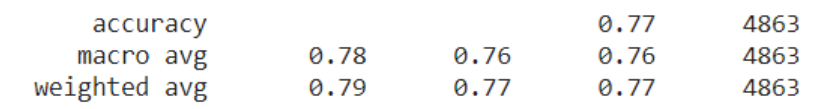 accuracy 0.77 4863
macro avg 0.78 0.76 0.76 4863
weighted avg 0.79 0.77 0.77 4863